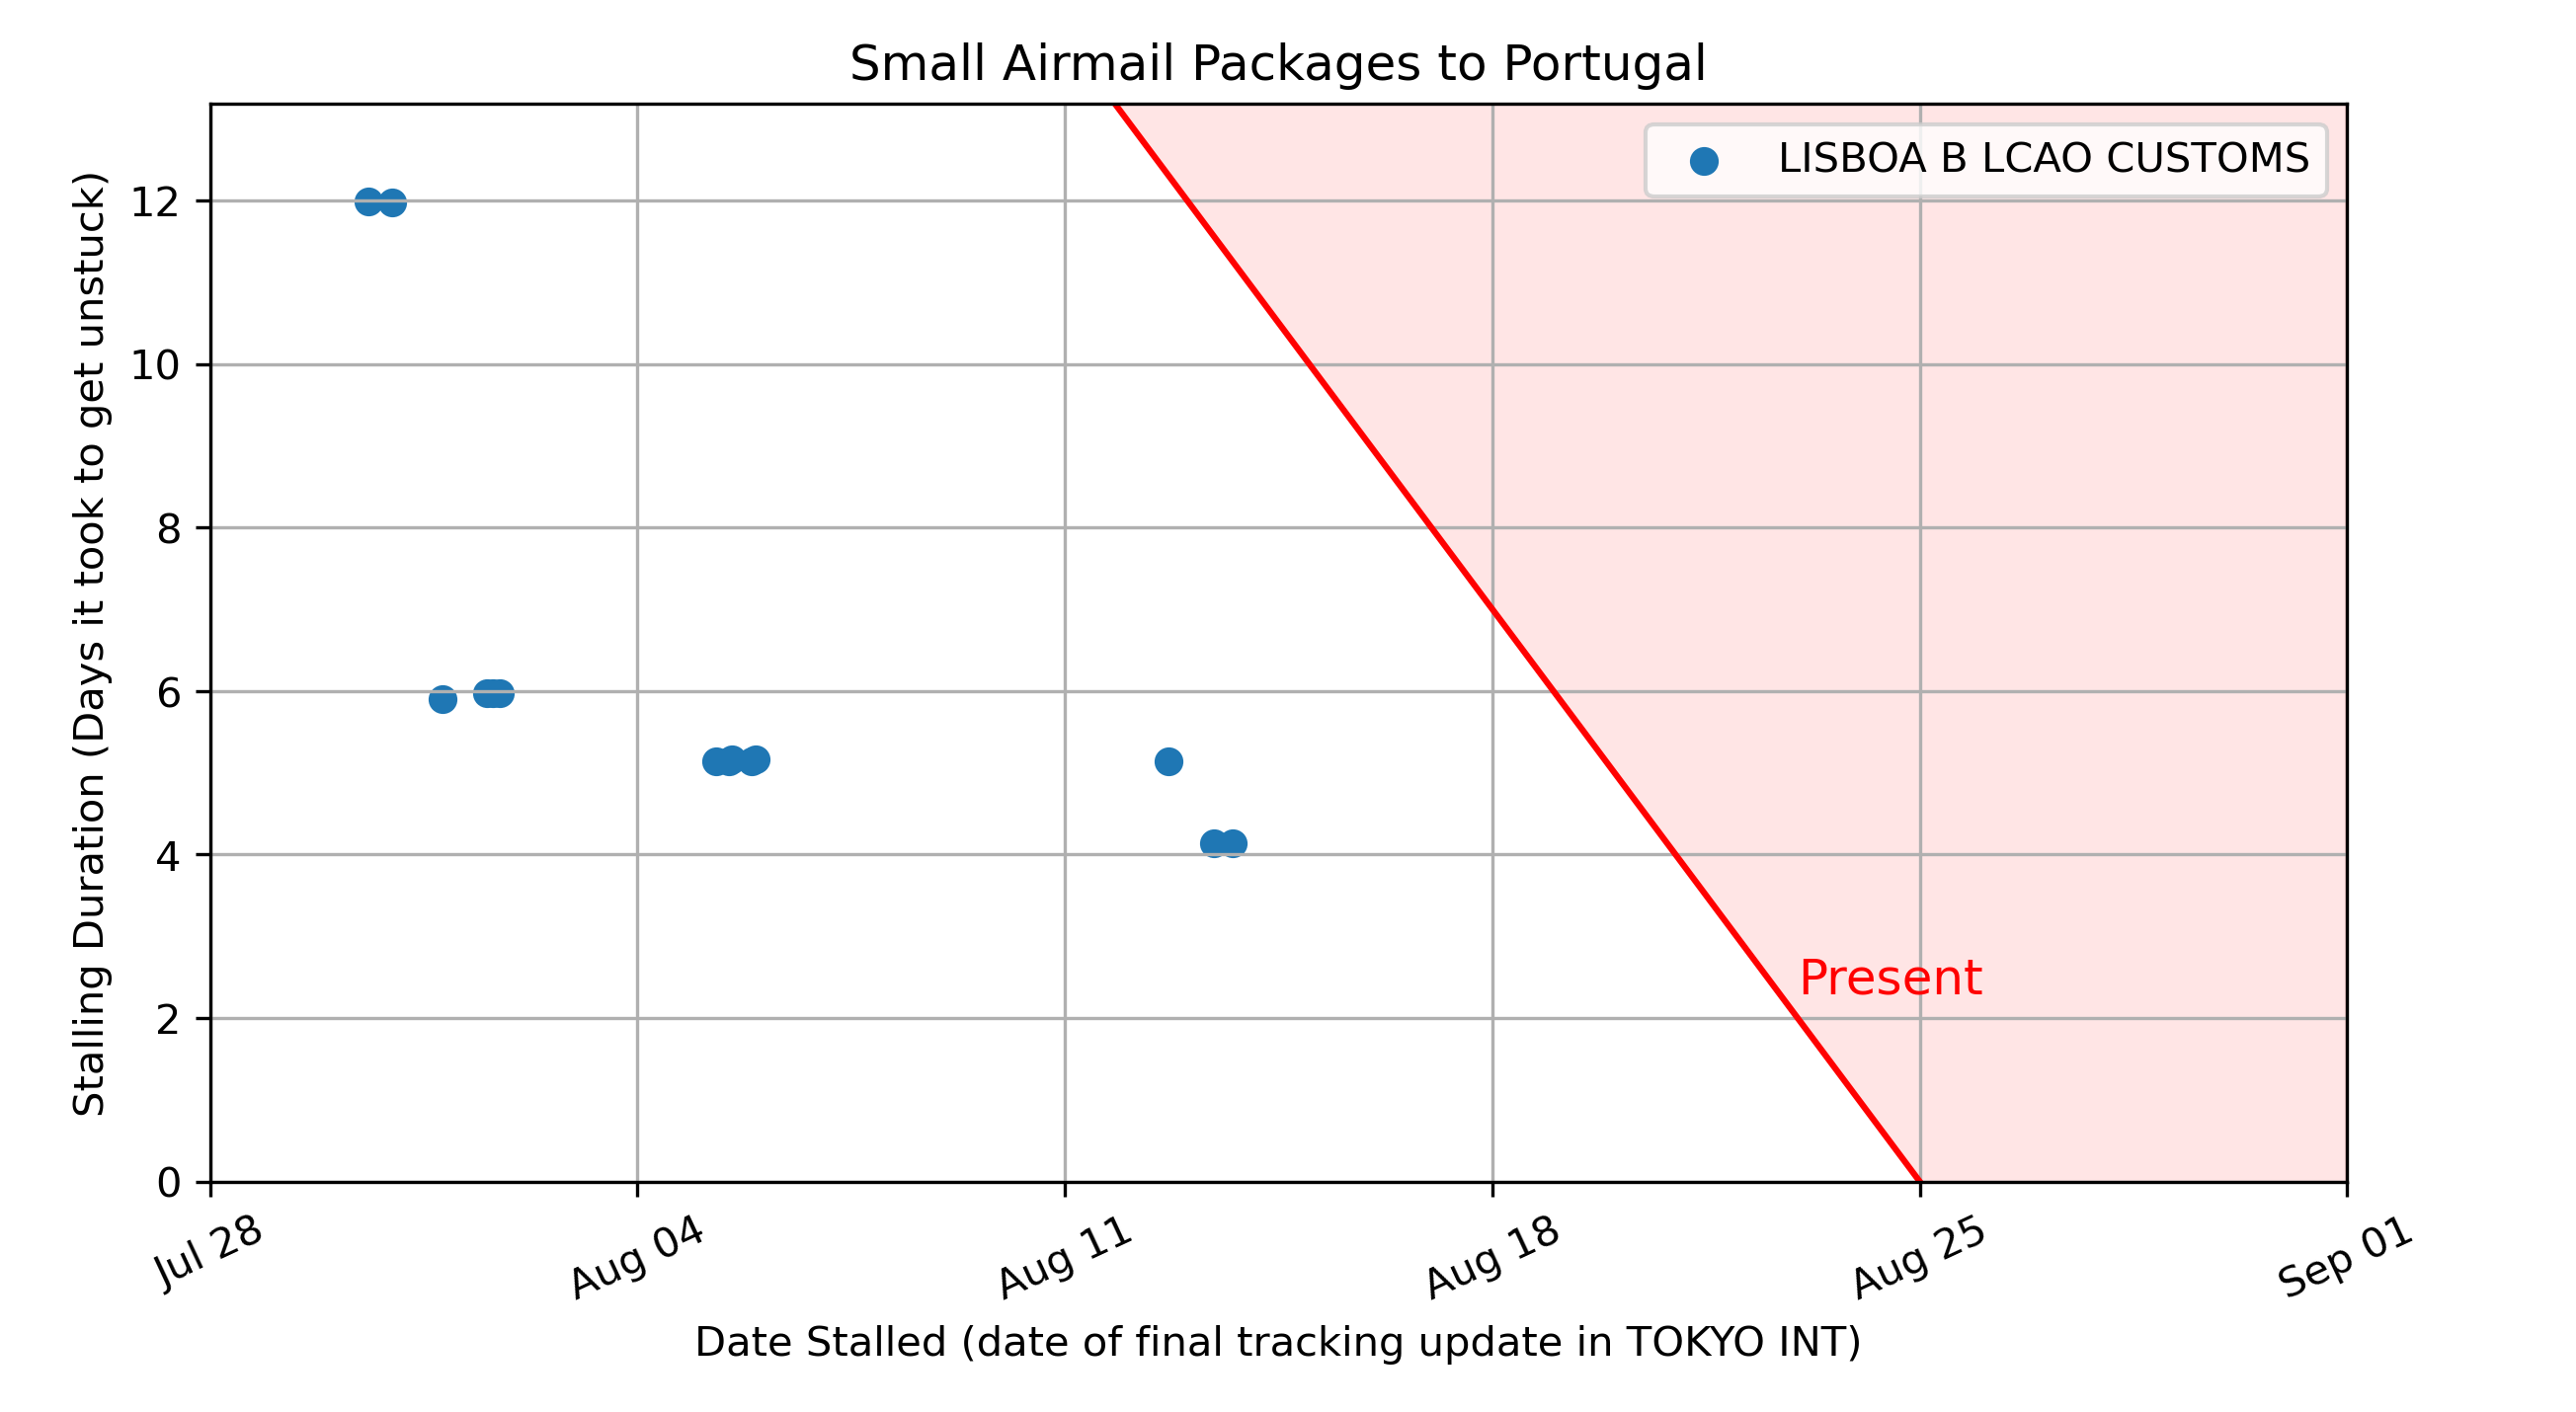 Small Airmail Packages to Portugal
LISBOA B LCAO CUSTOMS
Stalling Duration (Days it took to get unstuck)
12
10
8
6
4
2
0
Present
Jul 28
Aug 04
Aug 11
Aug 18
Aug 25
Sep 01
Date Stalled (date of final tracking update in TOKYO INT)